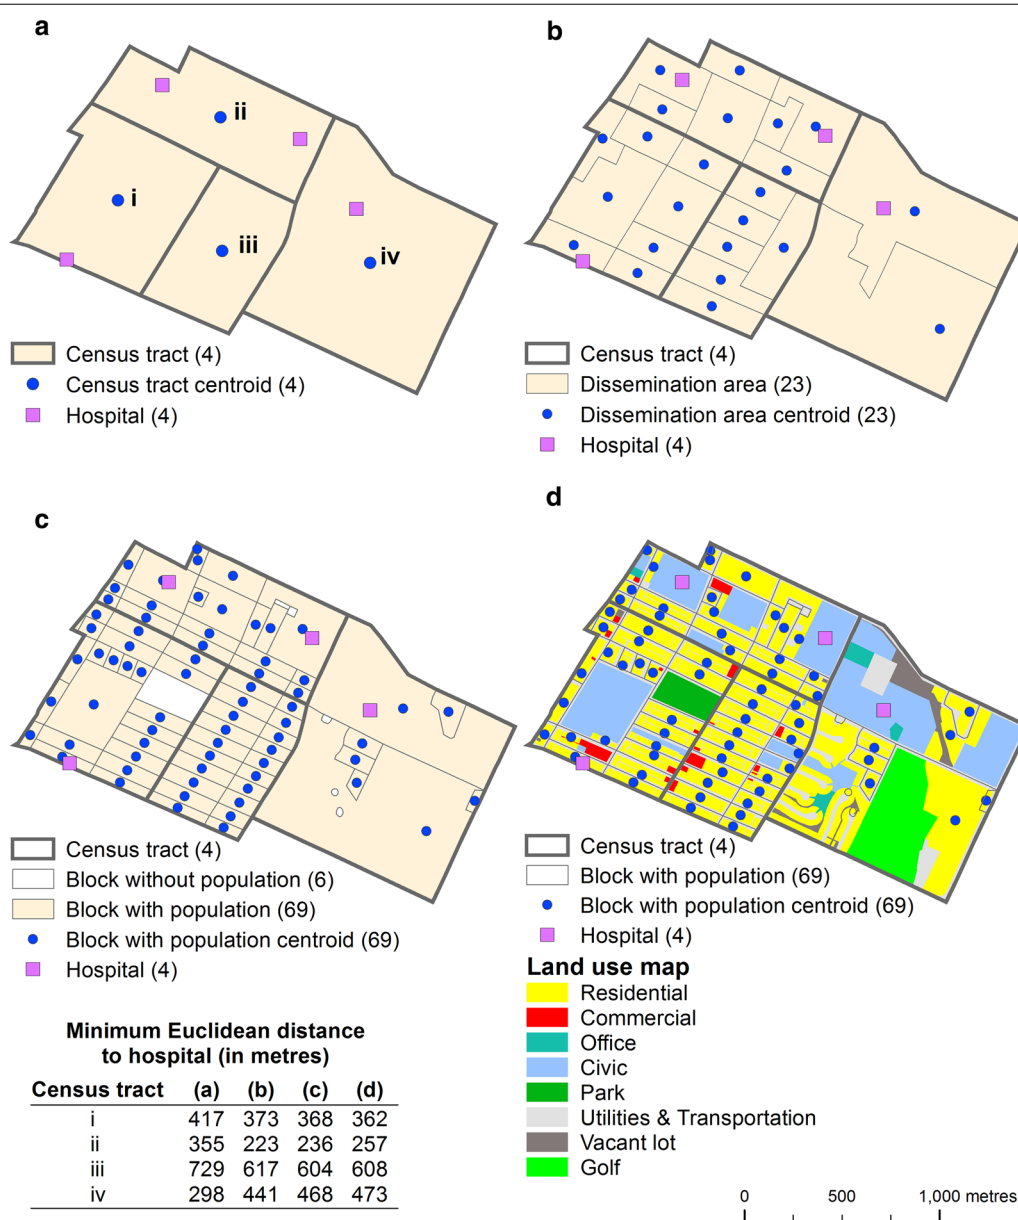 a
ii
i
iii
iv
Census tract (4)
Census tract centroid (4)
Hospital (4)
b
Census tract (4)
Dissemination area (23)
Dissemination area centroid (23)
Hospital (4)
c
Census tract (4)
Block without population (6)
Block with population (69)
Block with population centroid (69)
Hospital (4)
d
Census tract (4)
Block with population (69)
Block with population centroid (69)
Hospital (4)
Land use map
Residential
Commercial
Office
Civic
Park
Utilities & Transportation
Vacant lot
Golf
Minimum Euclidean distance
to hospital (in metres)
Census tract (a) (b) (c) (d)
i 417 373 368 362
ii 355 223 236 257
iii 729 617 604 608
iv 298 441 468 473
0 500 1,000 metres